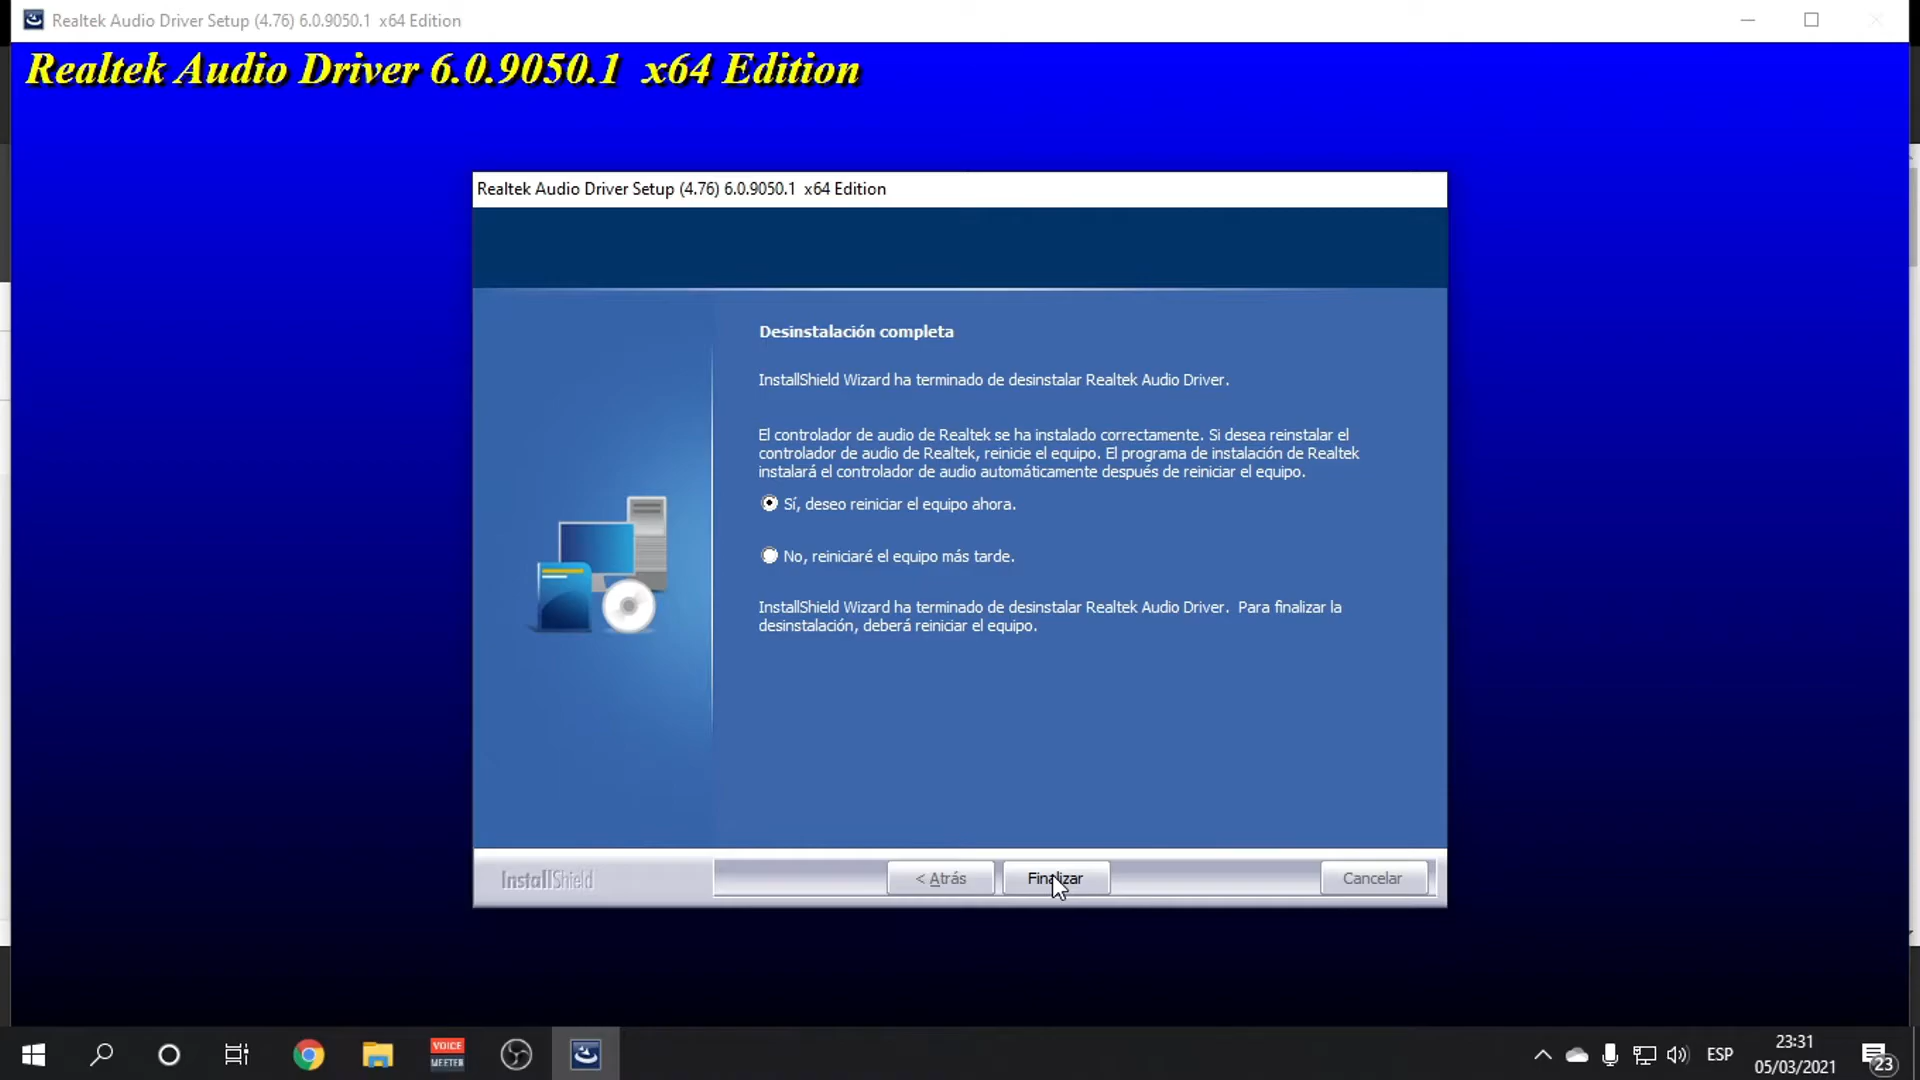 Realtek Audio Driver Setup (4.76) 6.0.9050.1  x64 Edition
Realtek Audio Driver 6.0.9050.1  x64 Edition
Realtek Audio Driver Setup (4.76) 6.0.9050.1  x64 Edition
Desinstalación completa
InstallShield Wizard ha terminado de desinstalar Realtek Audio Driver.
El controlador de audio de Realtek se ha instalado correctamente. Si desea reinstalar el
controlador de audio de Realtek, reinicie el equipo. El programa de instalación de Realtek
instalará el controlador de audio automáticamente después de reiniciar el equipo.
Sí, deseo reiniciar el equipo ahora.
No, reiniciaré el equipo más tarde.
InstallShield Wizard ha terminado de desinstalar Realtek Audio Driver.  Para finalizar la
desinstalación, deberá reiniciar el equipo.
InstallShield
< Atrás
Finalizar
Cancelar
VOICE
MEETER
ESP
23:31
05/03/2021
23